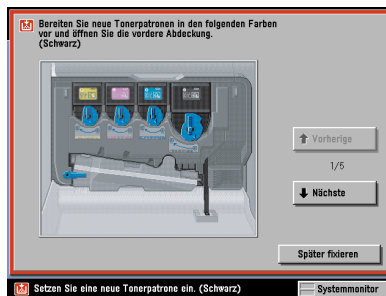 Bereiten Sie neue Tonerpatronen in den folgenden Farben
vor und öffnen Sie die vordere Abdeckung.
(Schwarz)
Vorherige
1/5
Nächste
Später fixieren
Setzen Sie eine neue Tonerpatrone ein. (Schwarz)
Systemmonitor